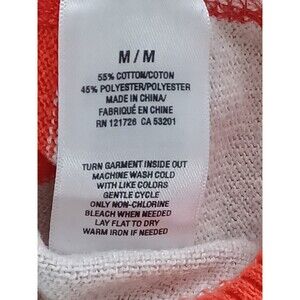 M / M
55% COTTON/COTON
45% POLYESTER/POLYESTER
MADE IN CHINA/
FABRIQUÉ EN CHINE
RN 121726 CA 53201
TURN GARMENT INSIDE OUT
MACHINE WASH COLD
WITH LIKE COLORS
GENTLE CYCLE
ONLY NON-CHLORINE
BLEACH WHEN NEEDED
LAY FLAT TO DRY
WARM IRON IF NEEDED